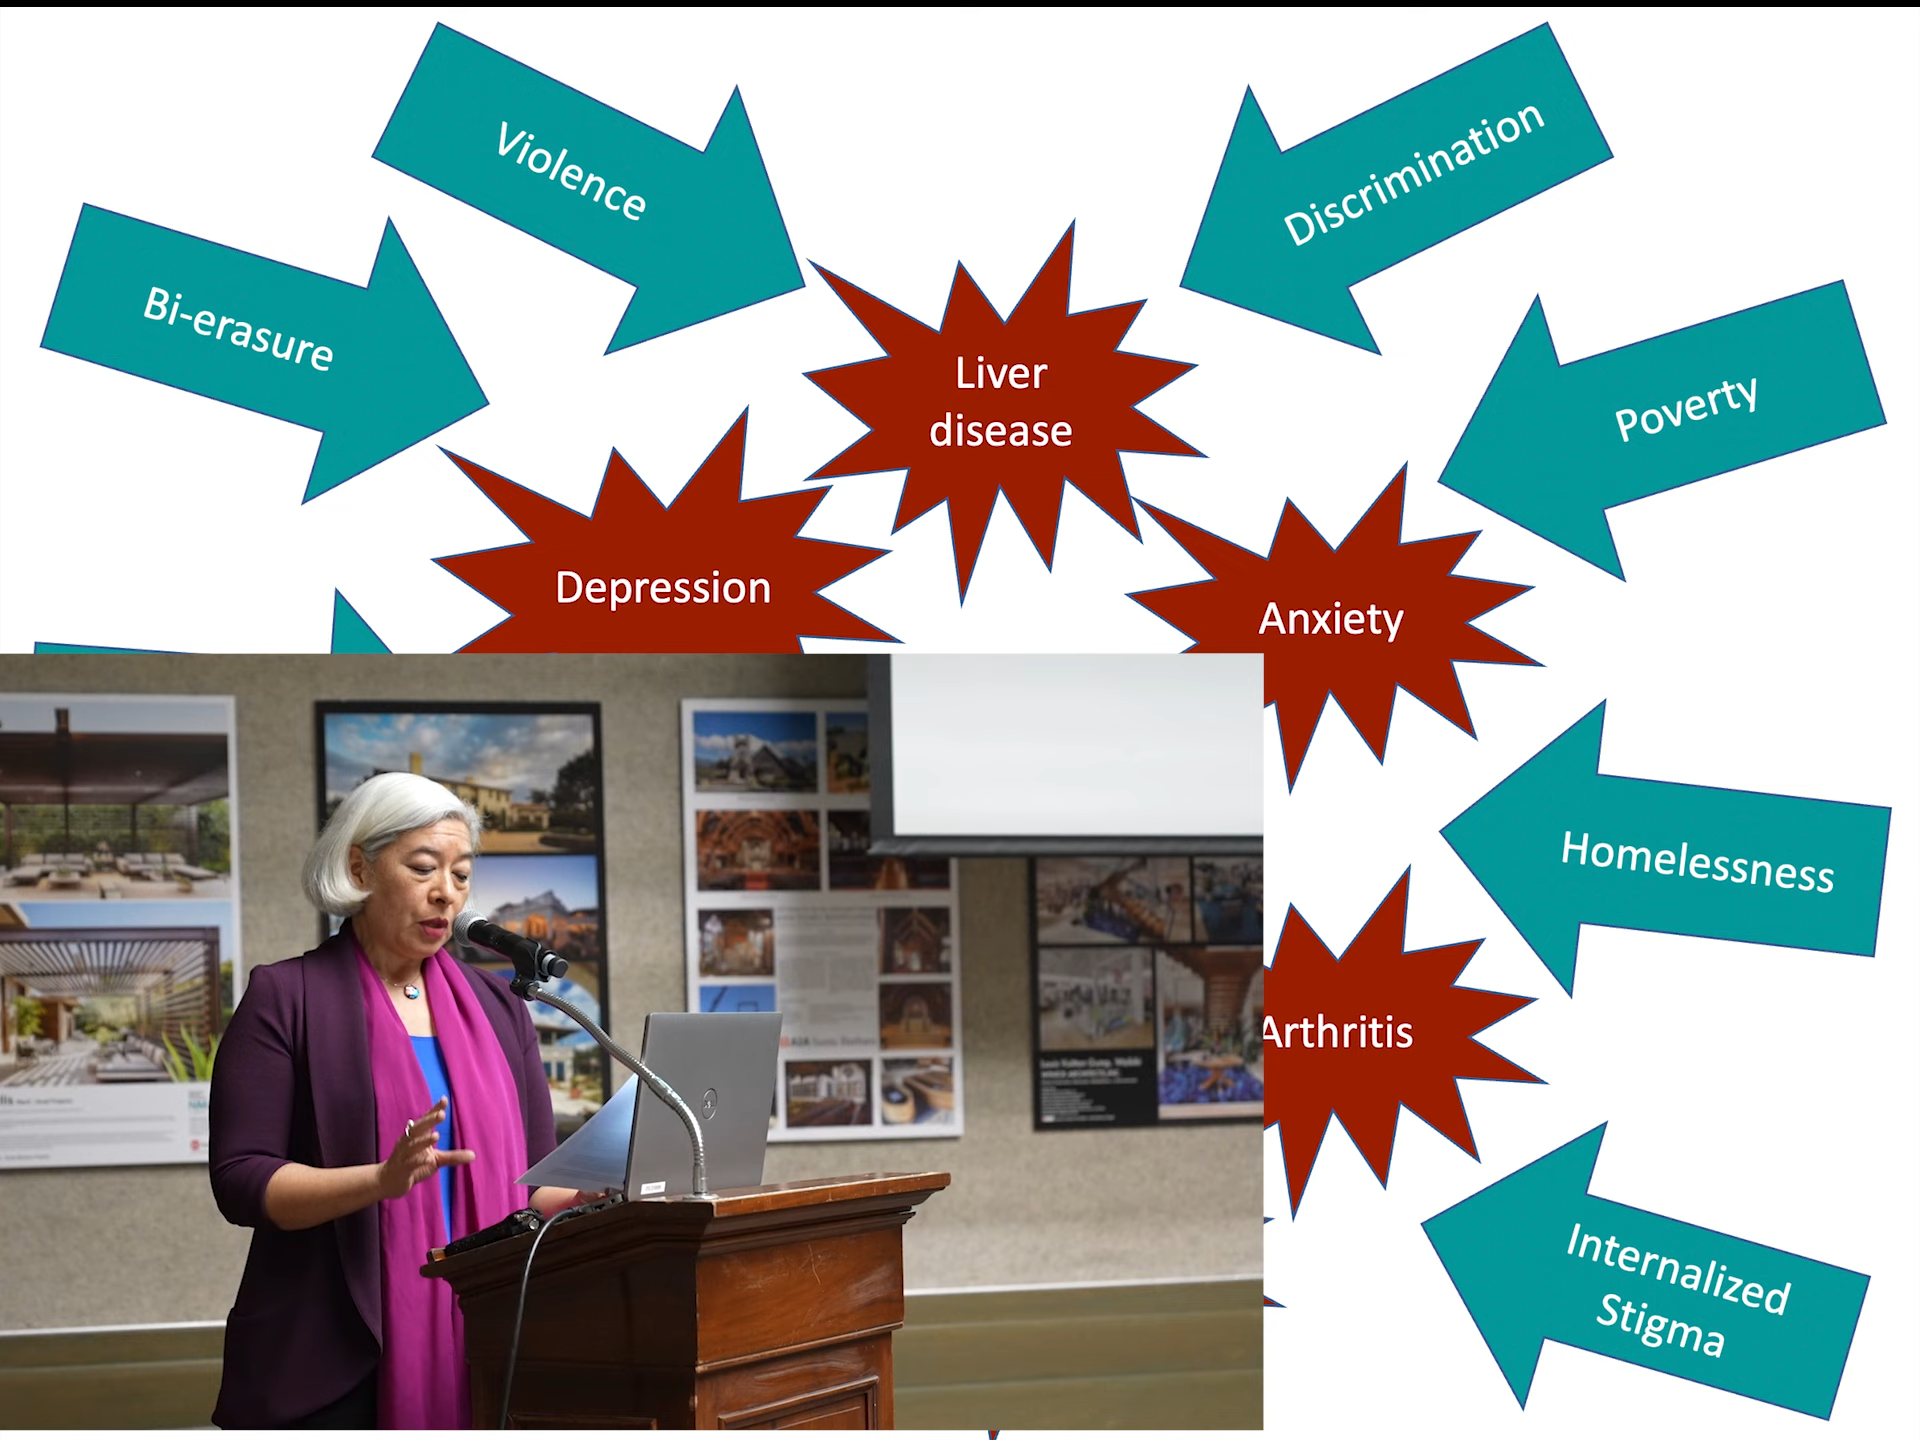 Violence
Discrimination
Bi-erasure
Poverty
Liver
disease
Depression
Anxiety
Homelessness
Arthritis
Internalized
Stigma